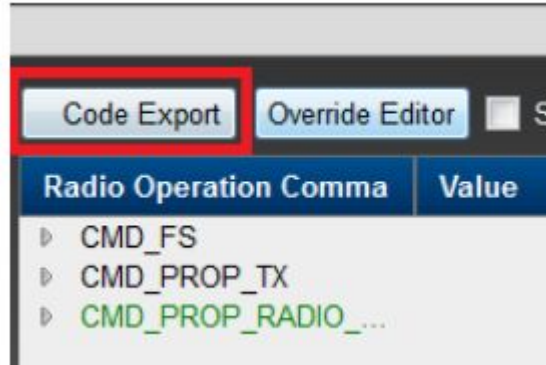 Code Export Override Editor S
Radio Operation Comma Value
CMD_FS
CMD_PROP_TX
CMD_PROP_RADIO_...